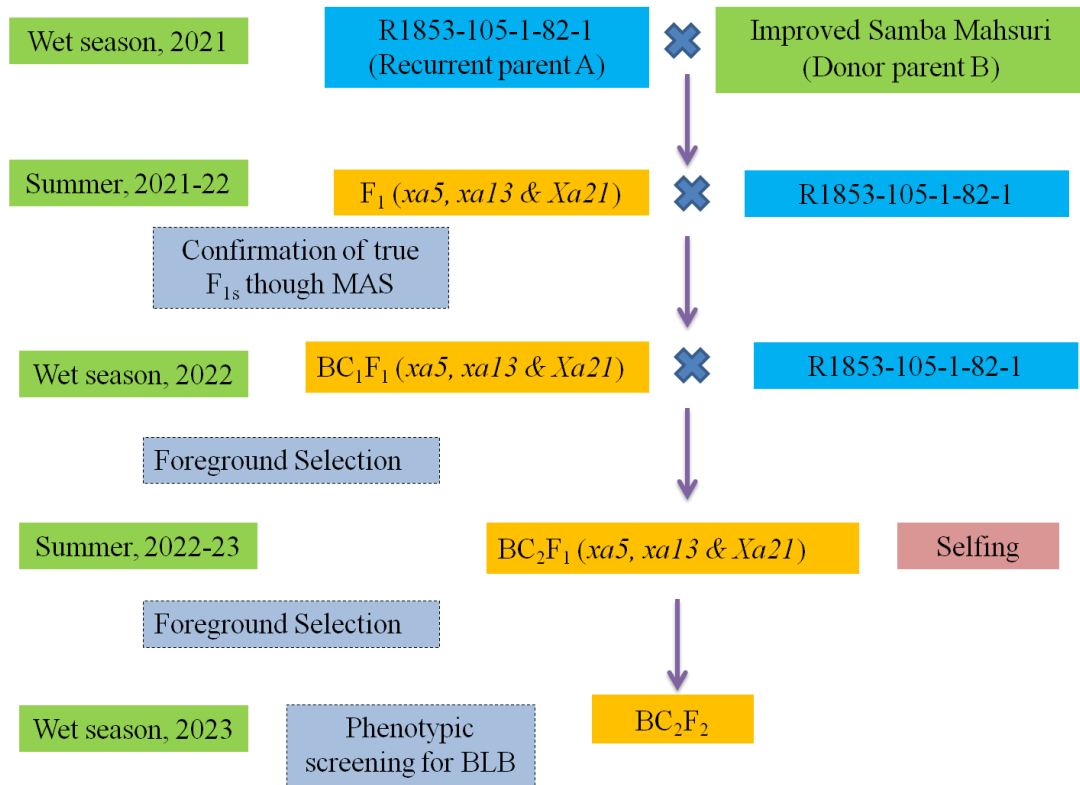 Wet season, 2021
R1853-105-1-82-1
(Recurrent parent A)
Improved Samba Mahsuri
(Donor parent B)
Summer, 2021-22
F₁ (xa5, xa13 & Xa21)
R1853-105-1-82-1
Confirmation of true
F₁ₛ though MAS
Wet season, 2022
BC₁F₁ (xa5, xa13 & Xa21)
R1853-105-1-82-1
Foreground Selection
Summer, 2022-23
BC₂F₁ (xa5, xa13 & Xa21)
Selfing
Foreground Selection
Wet season, 2023
Phenotypic
screening for BLB
BC₂F₂